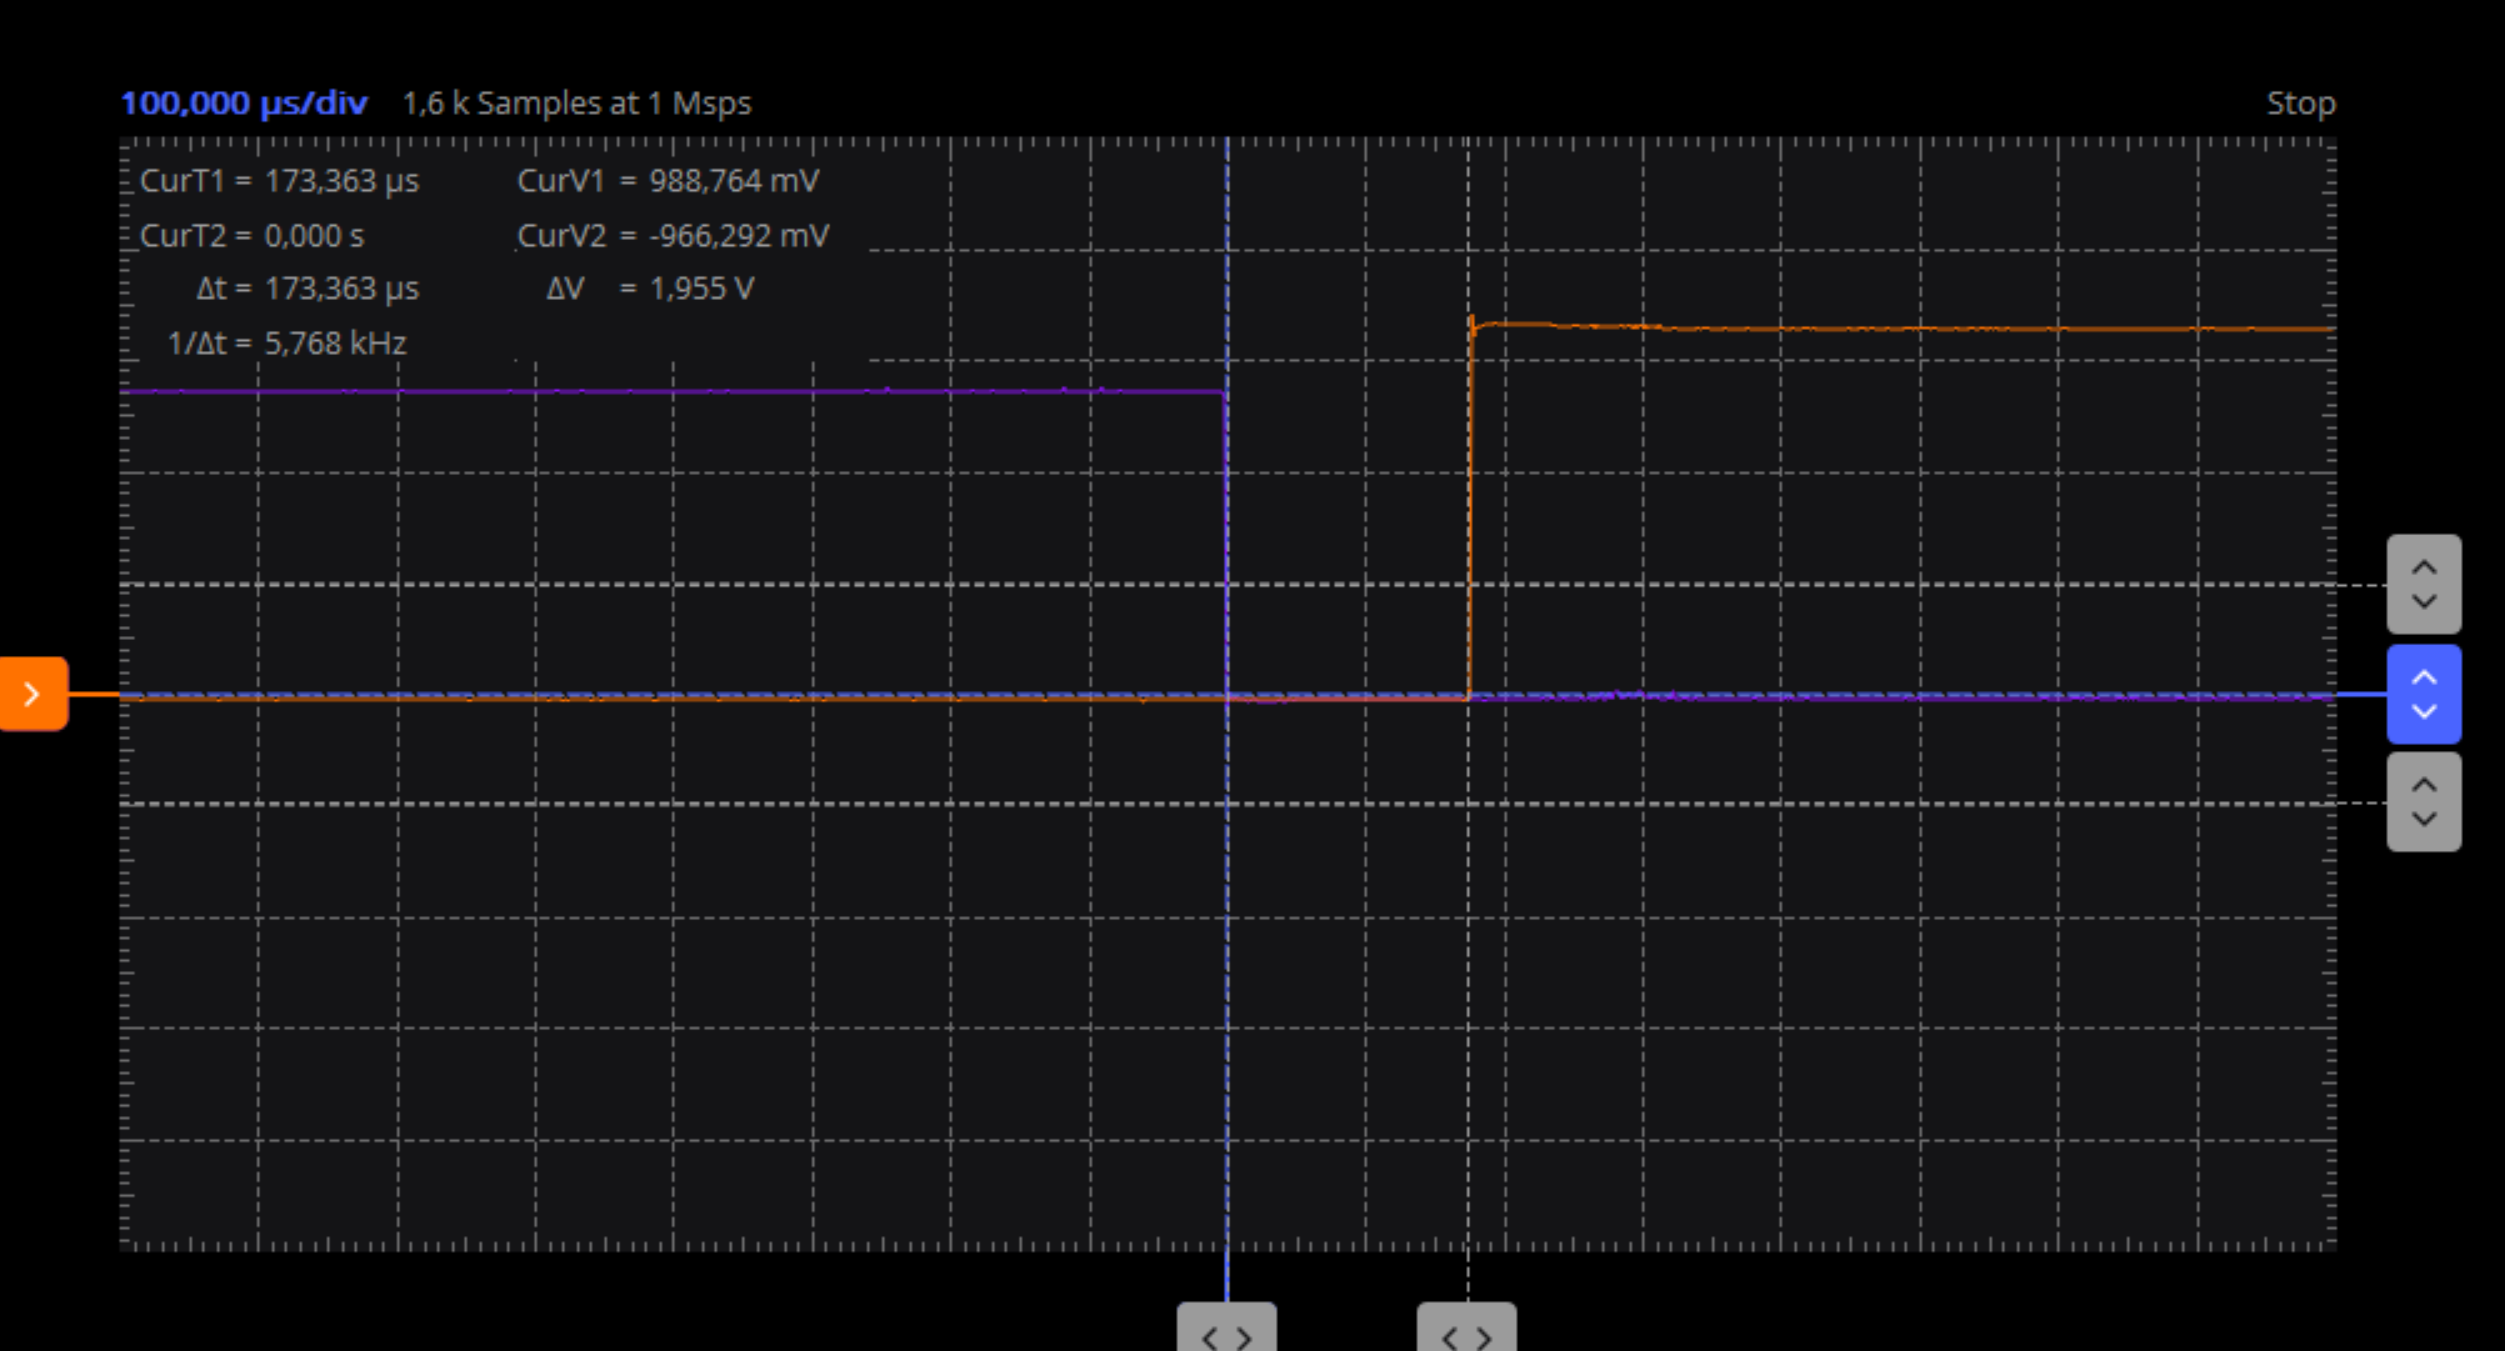 100,000 µs/div 1,6 k Samples at 1 Msps Stop
CurT1 = 173,363 µs CurV1 = 988,764 mV
CurT2 = 0,000 s CurV2 = -966,292 mV
Δt = 173,363 µs ΔV = 1,955 V
1/Δt = 5,768 kHz